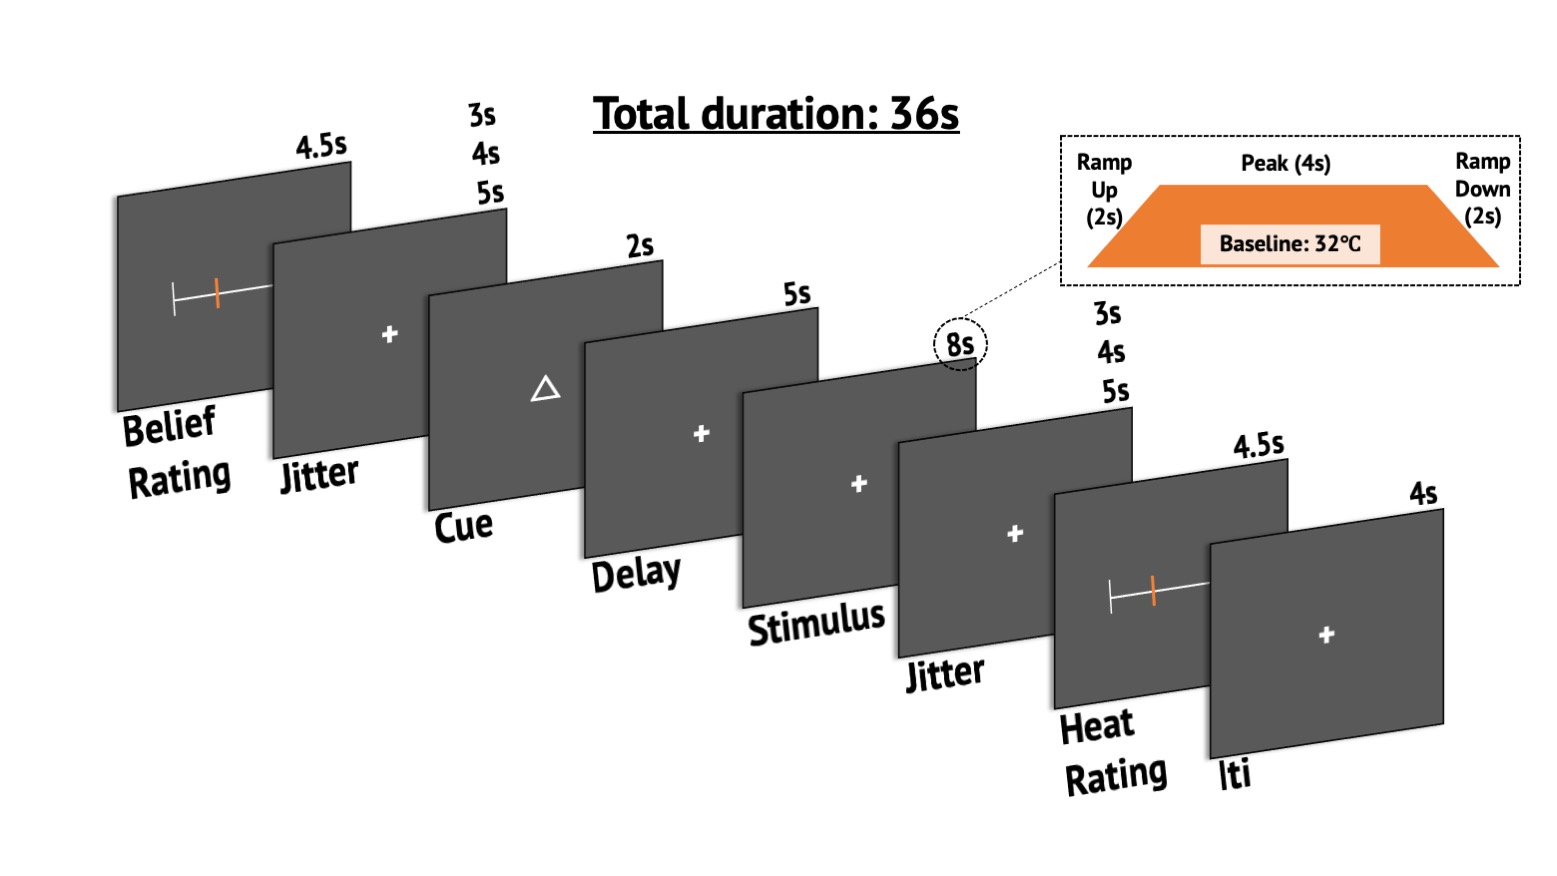 Total duration: 36s
4.5s
Belief
Rating
3s
4s
5s
Jitter
2s
Cue
5s
Delay
8s
Stimulus
Ramp
Up
(2s)
Peak (4s)
Ramp
Down
(2s)
Baseline: 32℃
3s
4s
5s
Jitter
4.5s
Heat
Rating
4s
Iti